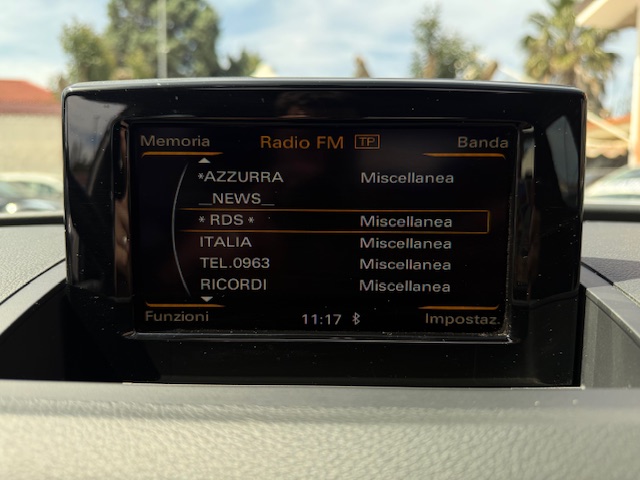 Memoria Radio FM TP Banda
*AZZURRA Miscellanea
__NEWS__
* RDS * Miscellanea
ITALIA Miscellanea
TEL.0963 Miscellanea
RICORDI Miscellanea
Funzioni 11:17 Impostaz.